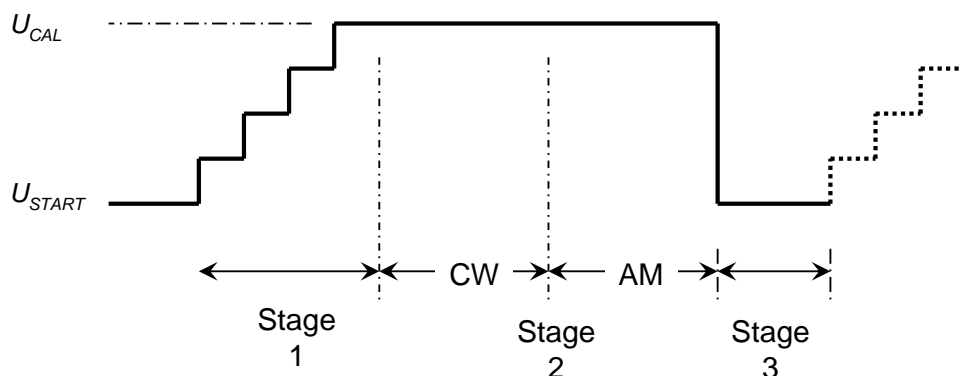 U_CAL
U_START
CW
AM
Stage
1
Stage
2
Stage
3